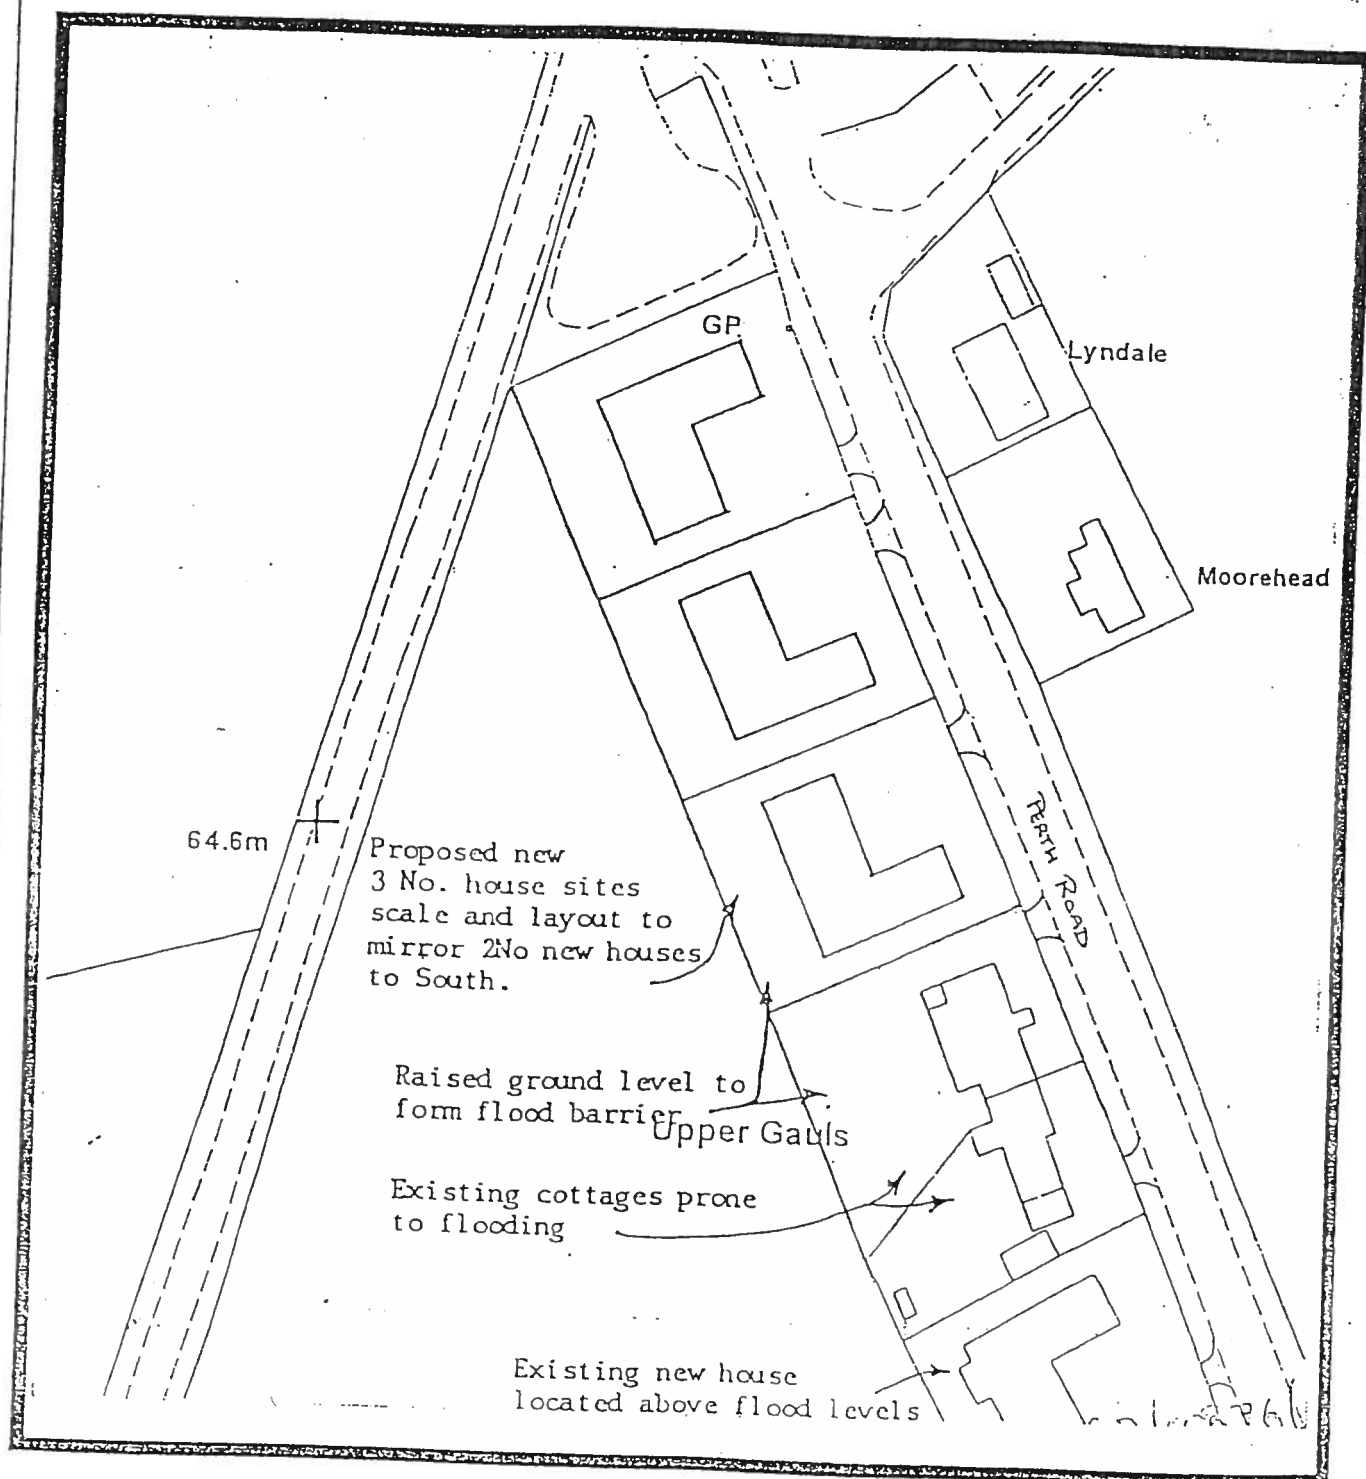 GP
Lyndale
Moorehead
64.6m
PERTH ROAD
Proposed new
3 No. house sites
scale and layout to
mirror 2No new houses
to South.
Raised ground level to
form flood barrier
Upper Gauls
Existing cottages prone
to flooding
Existing new house
located above flood levels